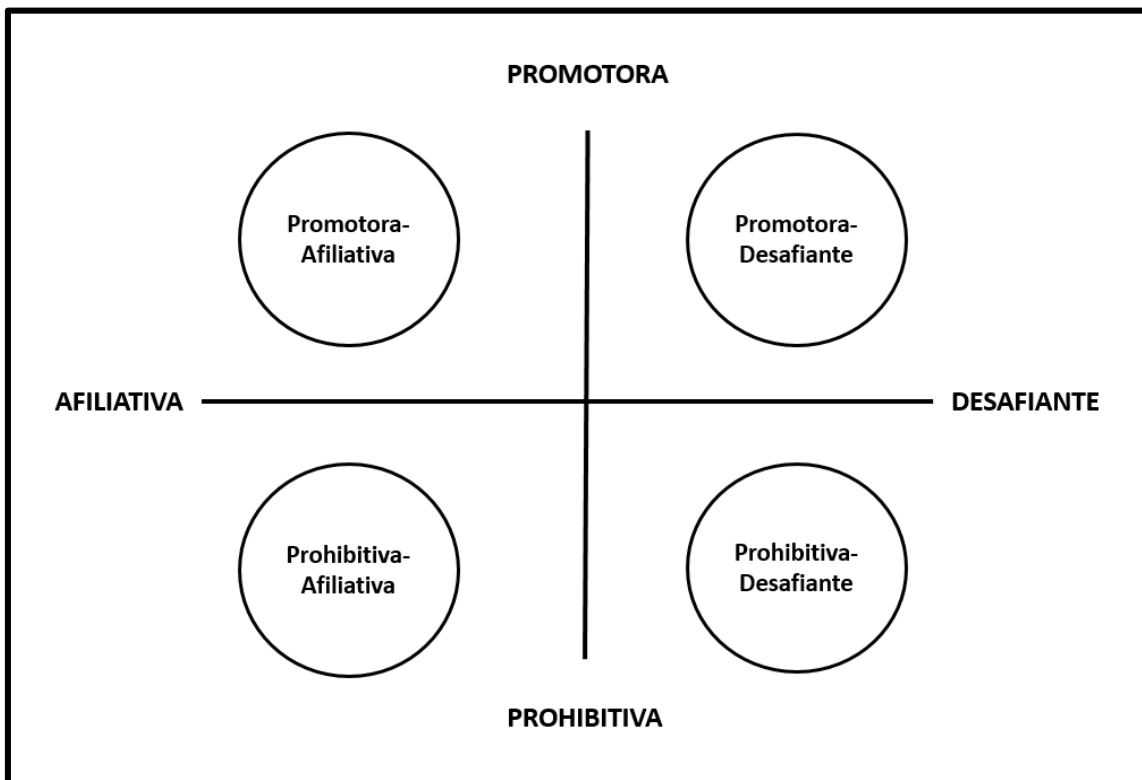 PROMOTORA
Promotora-
Afiliativa
Promotora-
Desafiante
AFILIATIVA
DESAFIANTE
Prohibitiva-
Afiliativa
Prohibitiva-
Desafiante
PROHIBITIVA